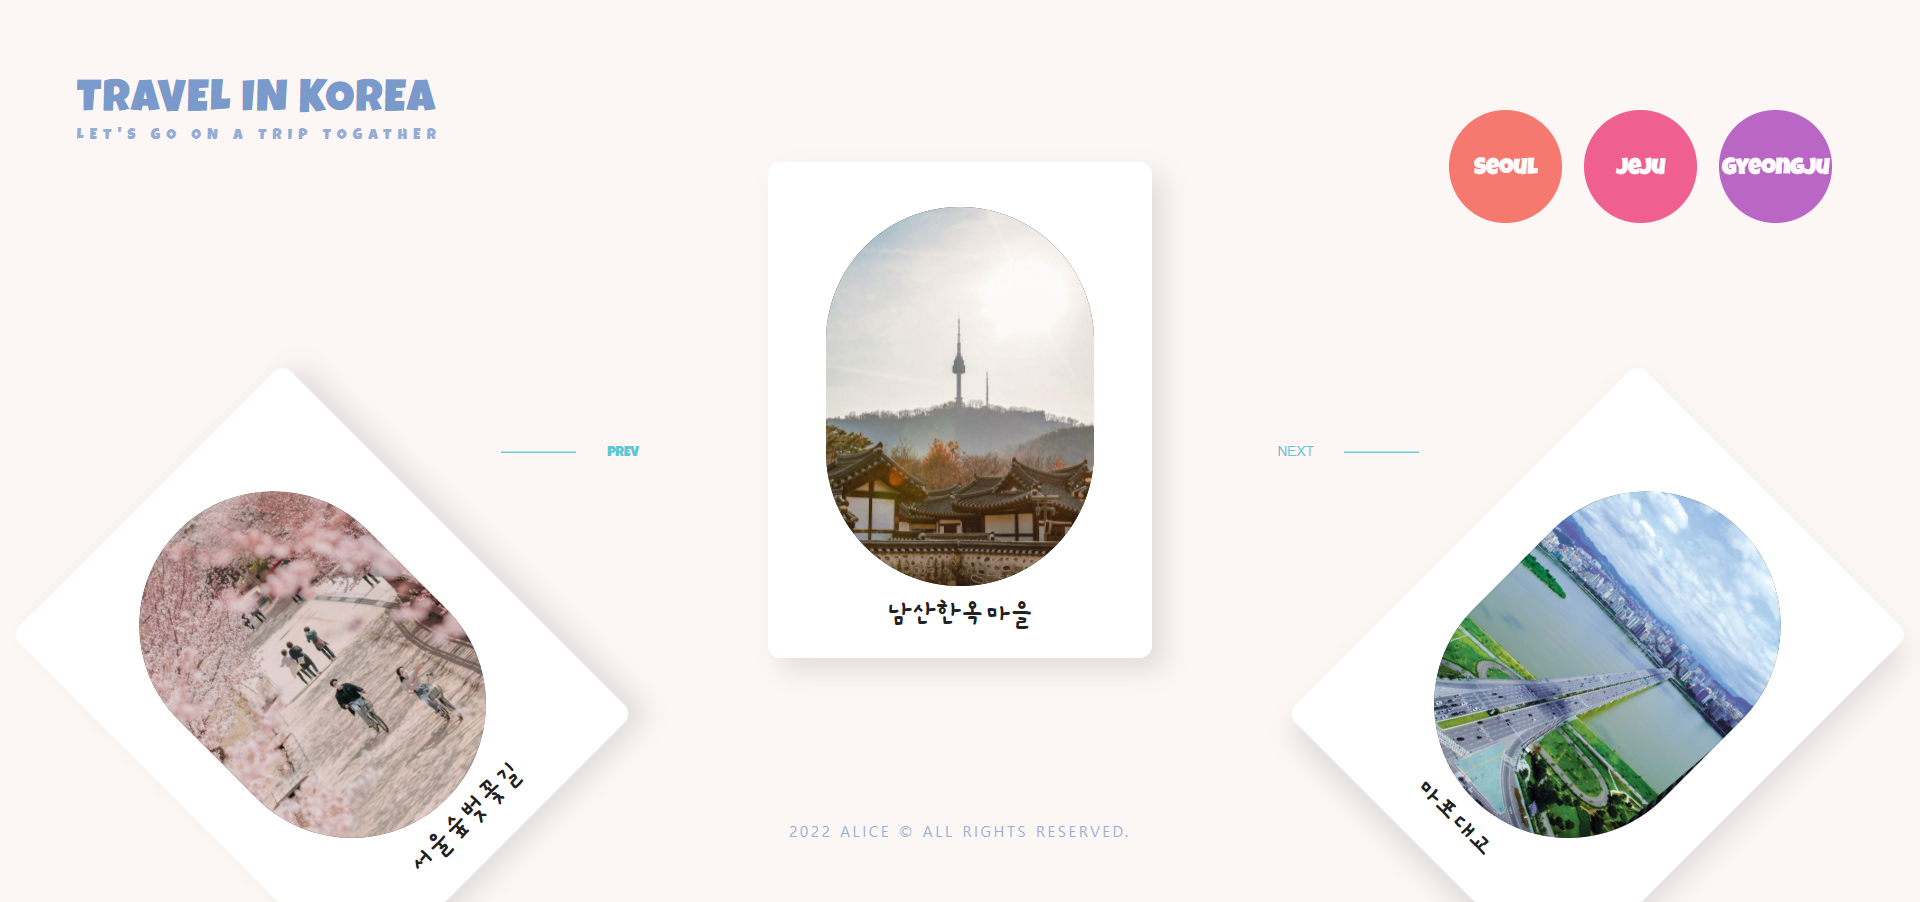 TRAVEL IN KOREA
LET'S GO ON A TRIP TOGATHER
SEOUL
JEJU
GYEONGJU
PREV
NEXT
남산한옥마을
서울숲벚꽃길
마포대교
2022 ALICE © ALL RIGHTS RESERVED.